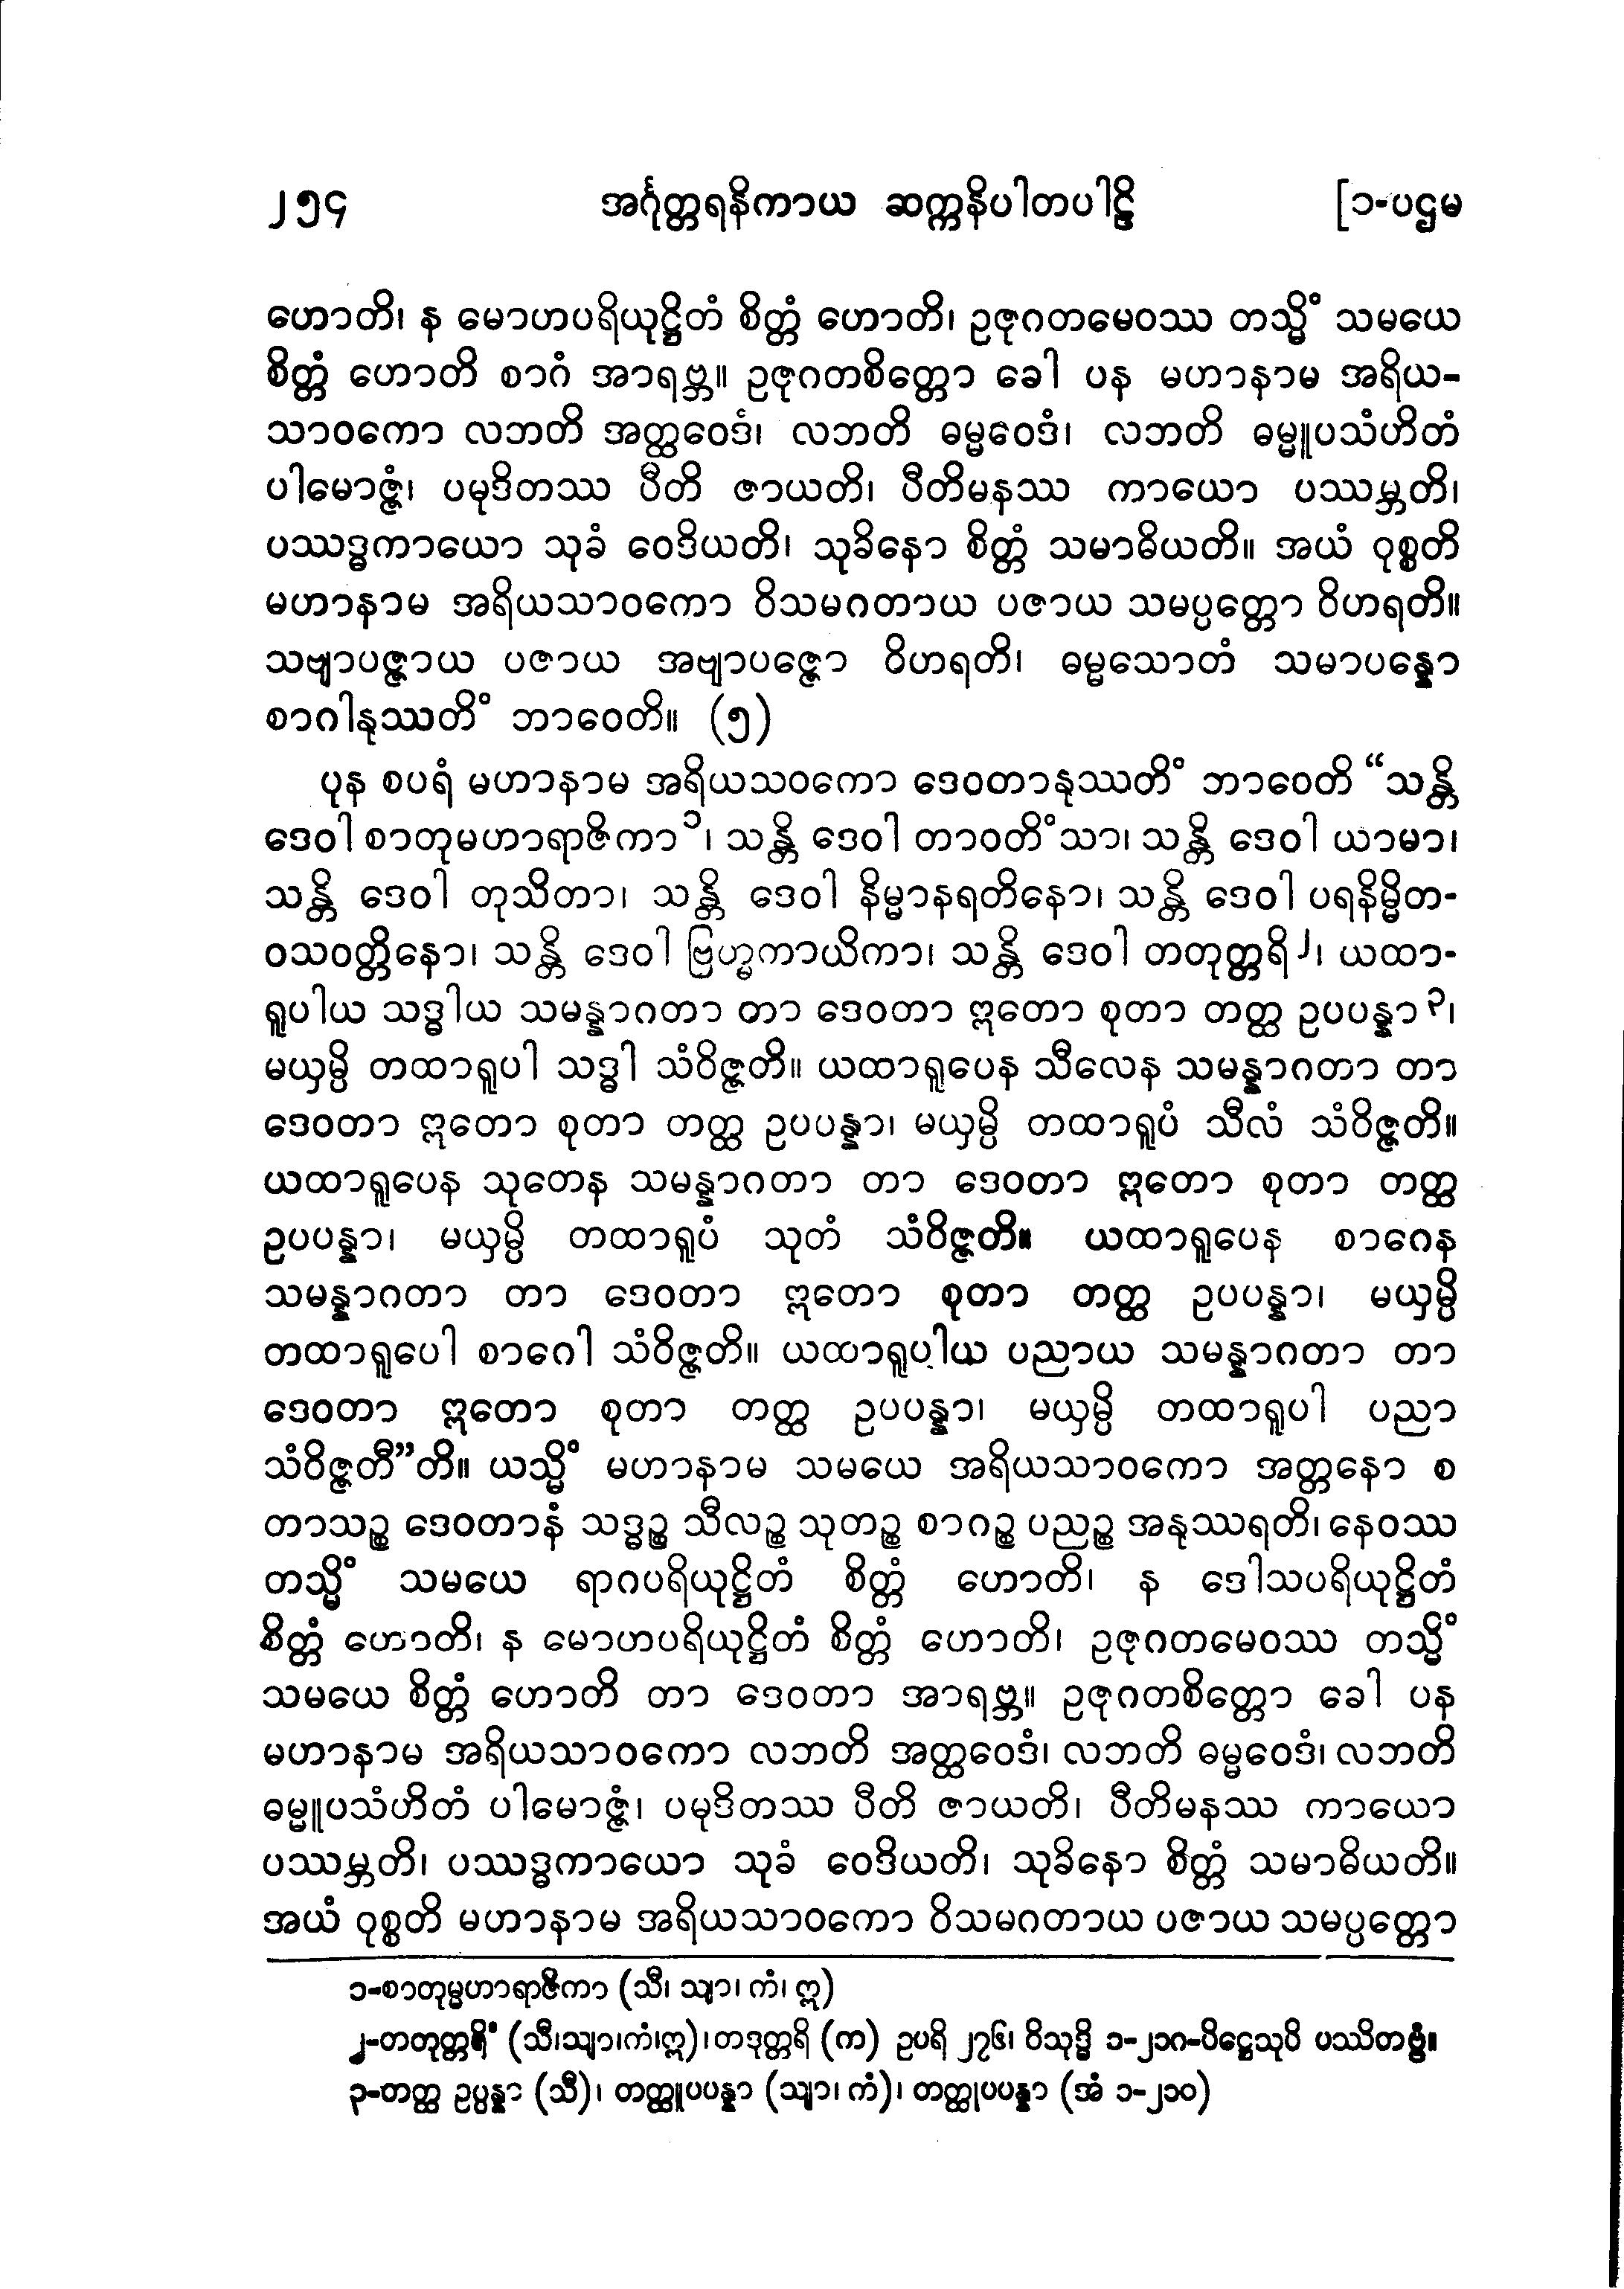 ၂၅၄ အင်္ဂုတ္တရနိကာယ ဆက္ကနိပါတပါဠိ [၁-ပဌမ
ဟောတိ၊ န မောဟပရိယုဋ္ဌိတံ စိတ္တံ ဟောတိ၊ ဥဇုဂတမေဝဿ တသ္မိံ သမယေ
စိတ္တံ ဟောတိ စာဂံ အာရဗ္ဘ။ ဥဇုဂတစိတ္တော ခေါ ပန မဟာနာမ အရိယ-
သာဝကော လဘတိ အတ္ထဝေဒံ၊ လဘတိ ဓမ္မဝေဒံ၊ လဘတိ ဓမ္မူပသံဟိတံ
ပါမောဇ္ဇံ၊ ပမုဒိတဿ ပီတိ ဇာယတိ၊ ပီတိမနဿ ကာယော ပဿမ္ဘတိ၊
ပဿဒ္ဓကာယော သုခံ ဝေဒိယတိ၊ သုခိနော စိတ္တံ သမာဓိယတိ။ အယံ ဝုစ္စတိ
မဟာနာမ အရိယသာဝကော ဝိသမဂတာယ ပဇာယ သမပ္ပတ္တော ဝိဟရတိ။
သဗျာပဇ္ဇာယ ပဇာယ အဗျာပဇ္ဇော ဝိဟရတိ၊ ဓမ္မသောတံ သမာပန္နော
စာဂါနုဿတိံ ဘာဝေတိ။ (၅)
ပုန စပရံ မဟာနာမ အရိယသဝကော ဒေဝတာနုဿတိံ ဘာဝေတိ “သန္တိ
ဒေဝါ စာတုမဟာရာဇိကာ၁၊ သန္တိ ဒေဝါ တာဝတိံသာ၊ သန္တိ ဒေဝါ ယာမာ၊
သန္တိ ဒေဝါ တုသိတာ၊ သန္တိ ဒေဝါ နိမ္မာနရတိနော၊ သန္တိ ဒေဝါ ပရနိမ္မိတ-
ဝသဝတ္တိနော၊ သန္တိ ဒေဝါ ဗြဟ္မကာယိကာ၊ သန္တိ ဒေဝါ တတုတ္တရိ၂၊ ယထာ-
ရူပါယ သဒ္ဓါယ သမန္နာဂတာ တာ ဒေဝတာ ဣတော စုတာ တတ္ထ ဥပပန္နာ၃၊
မယှမ္ပိ တထာရူပါ သဒ္ဓါ သံဝိဇ္ဇတိ။ ယထာရူပေန သီလေန သမန္နာဂတာ တာ
ဒေဝတာ ဣတော စုတာ တတ္ထ ဥပပန္နာ၊ မယှမ္ပိ တထာရူပံ သီလံ သံဝိဇ္ဇတိ။
ယထာရူပေန သုတေန သမန္နာဂတာ တာ ဒေဝတာ ဣတော စုတာ တတ္ထ
ဥပပန္နာ၊ မယှမ္ပိ တထာရူပံ သုတံ သံဝိဇ္ဇတိ။ ယထာရူပေန စာဂေန
သမန္နာဂတာ တာ ဒေဝတာ ဣတော စုတာ တတ္ထ ဥပပန္နာ၊ မယှမ္ပိ
တထာရူပေါ စာဂေါ သံဝိဇ္ဇတိ။ ယထာရူပါယ ပညာယ သမန္နာဂတာ တာ
ဒေဝတာ ဣတော စုတာ တတ္ထ ဥပပန္နာ၊ မယှမ္ပိ တထာရူပါ ပညာ
သံဝိဇ္ဇတီ”တိ။ ယသ္မိံ မဟာနာမ သမယေ အရိယသာဝကော အတ္တနော စ
တာသဉ္စ ဒေဝတာနံ သဒ္ဓဉ္စ သီလဉ္စ သုတဉ္စ စာဂဉ္စ ပညဉ္စ အနုဿရတိ၊ နေဝဿ
တသ္မိံ သမယေ ရာဂပရိယုဋ္ဌိတံ စိတ္တံ ဟောတိ၊ န ဒေါသပရိယုဋ္ဌိတံ
စိတ္တံ ဟောတိ၊ န မောဟပရိယုဋ္ဌိတံ စိတ္တံ ဟောတိ၊ ဥဇုဂတမေဝဿ တသ္မိံ
သမယေ စိတ္တံ ဟောတိ တာ ဒေဝတာ အာရဗ္ဘ။ ဥဇုဂတစိတ္တော ခေါ ပန
မဟာနာမ အရိယသာဝကော လဘတိ အတ္ထဝေဒံ၊ လဘတိ ဓမ္မဝေဒံ၊ လဘတိ
ဓမ္မူပသံဟိတံ ပါမောဇ္ဇံ၊ ပမုဒိတဿ ပီတိ ဇာယတိ၊ ပီတိမနဿ ကာယော
ပဿမ္ဘတိ၊ ပဿဒ္ဓကာယော သုခံ ဝေဒိယတိ၊ သုခိနော စိတ္တံ သမာဓိယတိ။
အယံ ဝုစ္စတိ မဟာနာမ အရိယသာဝကော ဝိသမဂတာယ ပဇာယ သမပ္ပတ္တော
၁-စာတုမ္မဟာရာဇိကာ (သီ၊ သျာ၊ ကံ၊ ဣ)
၂-တတုတ္တရိံ (သီ၊သျာ၊ကံ၊ဣ)၊ တဒုတ္တရိ (က) ဥပရိ ၂၇၆၊ ဝိသုဒ္ဓိ ၁-၂၁ဂ-ပိဋ္ဌေသုပိ ပဿိတဗ္ဗံ။
၃-တတ္ထ ဥပ္ပန္နာ (သီ)၊ တတ္ထူပပန္နာ (သျာ၊ ကံ)၊ တတ္ထုပပန္နာ (အံ ၁-၂၁၀)